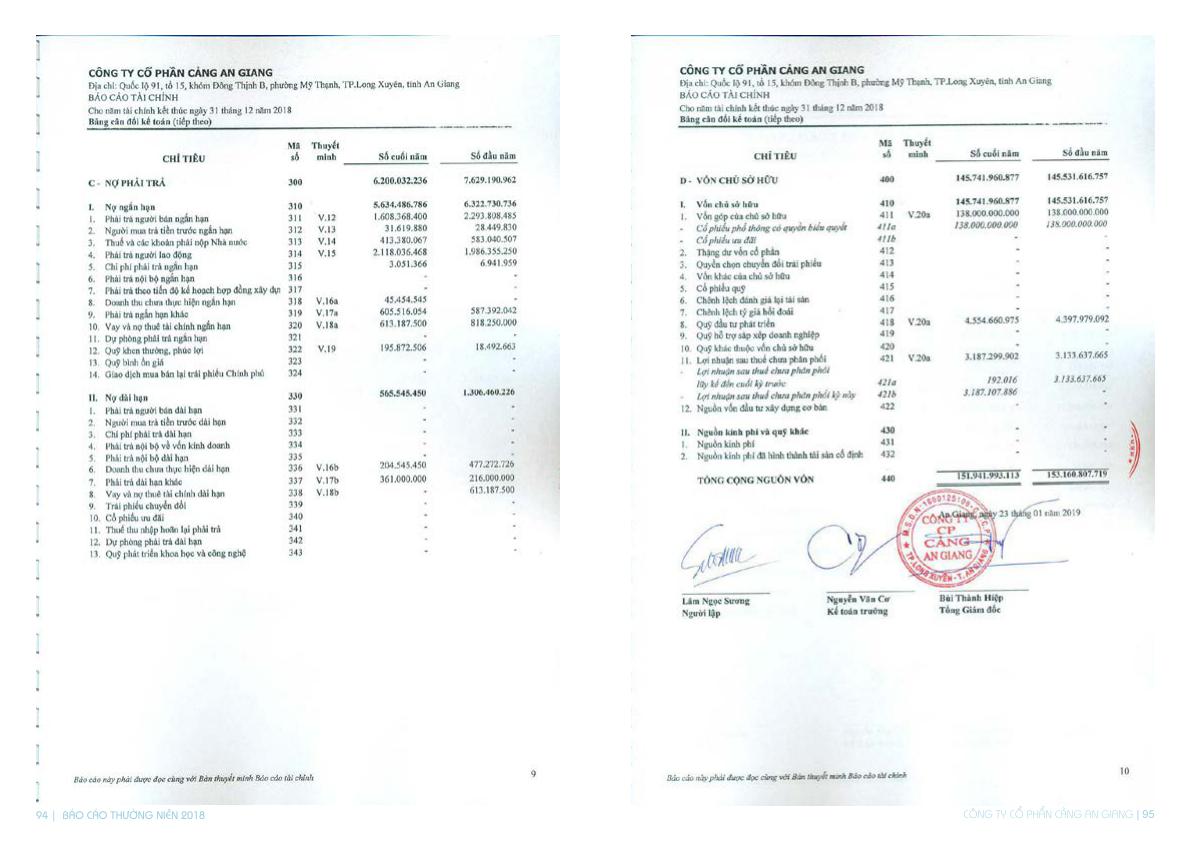 CÔNG TY CỔ PHẦN CẢNG AN GIANG
Địa chỉ: Quốc lộ 91, tổ 15, khóm Đông Thịnh B, phường Mỹ Thạnh, TP.Long Xuyên, tỉnh An Giang
BÁO CÁO TÀI CHÍNH
Cho năm tài chính kết thúc ngày 31 tháng 12 năm 2018
Bảng cân đối kế toán (tiếp theo)
CHỈ TIÊU Mã số Thuyết minh Số cuối năm Số đầu năm
C - NỢ PHẢI TRẢ 300 6.200.032.236 7.629.190.962
I. Nợ ngắn hạn 310 5.634.486.786 6.322.730.736
1. Phải trả người bán ngắn hạn 311 V.12 1.608.368.400 2.293.808.485
2. Người mua trả tiền trước ngắn hạn 312 V.13 31.619.880 28.449.830
3. Thuế và các khoản phải nộp Nhà nước 313 V.14 413.380.067 583.040.507
4. Phải trả người lao động 314 V.15 2.118.036.468 1.986.355.250
5. Chi phí phải trả ngắn hạn 315 3.051.366 6.941.959
6. Phải trả nội bộ ngắn hạn 316 - -
7. Phải trả theo tiến độ kế hoạch hợp đồng xây dựn 317 - -
8. Doanh thu chưa thực hiện ngắn hạn 318 V.16a 45.454.545 -
9. Phải trả ngắn hạn khác 319 V.17a 605.516.054 587.392.042
10. Vay và nợ thuê tài chính ngắn hạn 320 V.18a 613.187.500 818.250.000
11. Dự phòng phải trả ngắn hạn 321 - -
12. Quỹ khen thưởng, phúc lợi 322 V.19 195.872.506 18.492.663
13. Quỹ bình ổn giá 323 - -
14. Giao dịch mua bán lại trái phiếu Chính phủ 324 - -
II. Nợ dài hạn 330 565.545.450 1.306.460.226
1. Phải trả người bán dài hạn 331 - -
2. Người mua trả tiền trước dài hạn 332 - -
3. Chi phí phải trả dài hạn 333 - -
4. Phải trả nội bộ về vốn kinh doanh 334 - -
5. Phải trả nội bộ dài hạn 335 - -
6. Doanh thu chưa thực hiện dài hạn 336 V.16b 204.545.450 477.272.726
7. Phải trả dài hạn khác 337 V.17b 361.000.000 216.000.000
8. Vay và nợ thuê tài chính dài hạn 338 V.18b - 613.187.500
9. Trái phiếu chuyển đổi 339 - -
10. Cổ phiếu ưu đãi 340 - -
11. Thuế thu nhập hoãn lại phải trả 341 - -
12. Dự phòng phải trả dài hạn 342 - -
13. Quỹ phát triển khoa học và công nghệ 343 - -
Báo cáo này phải được đọc cùng với Bản thuyết minh Báo cáo tài chính 9
94 | BÁO CÁO THƯỜNG NIÊN 2018
CÔNG TY CỔ PHẦN CẢNG AN GIANG
Địa chỉ: Quốc lộ 91, tổ 15, khóm Đông Thịnh B, phường Mỹ Thạnh, TP.Long Xuyên, tỉnh An Giang
BÁO CÁO TÀI CHÍNH
Cho năm tài chính kết thúc ngày 31 tháng 12 năm 2018
Bảng cân đối kế toán (tiếp theo)
CHỈ TIÊU Mã số Thuyết minh Số cuối năm Số đầu năm
D - VỐN CHỦ SỞ HỮU 400 145.741.960.877 145.531.616.757
I. Vốn chủ sở hữu 410 145.741.960.877 145.531.616.757
1. Vốn góp của chủ sở hữu 411 V.20a 138.000.000.000 138.000.000.000
- Cổ phiếu phổ thông có quyền biểu quyết 411a 138.000.000.000 138.000.000.000
- Cổ phiếu ưu đãi 411b - -
2. Thặng dư vốn cổ phần 412 - -
3. Quyền chọn chuyển đổi trái phiếu 413 - -
4. Vốn khác của chủ sở hữu 414 - -
5. Cổ phiếu quỹ 415 - -
6. Chênh lệch đánh giá lại tài sản 416 - -
7. Chênh lệch tỷ giá hối đoái 417 - -
8. Quỹ đầu tư phát triển 418 V.20a 4.554.660.975 4.397.979.092
9. Quỹ hỗ trợ sắp xếp doanh nghiệp 419 - -
10. Quỹ khác thuộc vốn chủ sở hữu 420 - -
11. Lợi nhuận sau thuế chưa phân phối 421 V.20a 3.187.299.902 3.133.637.665
- Lợi nhuận sau thuế chưa phân phối
lũy kế đến cuối kỳ trước 421a 192.016 3.133.637.665
- Lợi nhuận sau thuế chưa phân phối kỳ này 421b 3.187.107.886 -
12. Nguồn vốn đầu tư xây dựng cơ bản 422 - -
II. Nguồn kinh phí và quỹ khác 430 - -
1. Nguồn kinh phí 431 - -
2. Nguồn kinh phí đã hình thành tài sản cố định 432 - -
TỔNG CỘNG NGUỒN VỐN 440 151.941.993.113 153.160.807.719
An Giang, ngày 23 tháng 01 năm 2019
CÔNG TY
CP
CẢNG
AN GIANG
TP.LONG XUYÊN - T.AN GIANG
Lâm Ngọc Sương Nguyễn Văn Cư Bùi Thành Hiệp
Người lập Kế toán trưởng Tổng Giám đốc
Báo cáo này phải được đọc cùng với Bản thuyết minh Báo cáo tài chính 10
CÔNG TY CỔ PHẦN CẢNG AN GIANG | 95